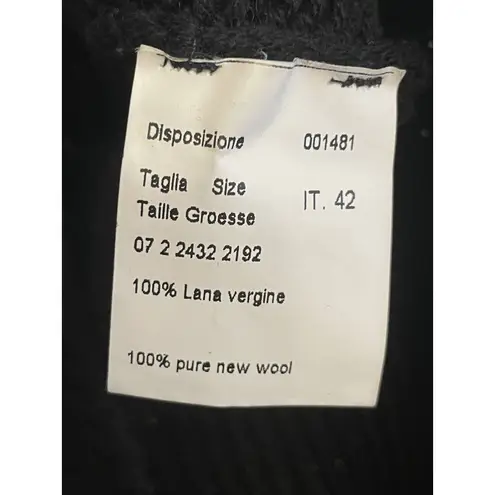 Disposizione 001481
Taglia Size IT. 42
Taille Groesse
07 2 2432 2192
100% Lana vergine
100% pure new wool